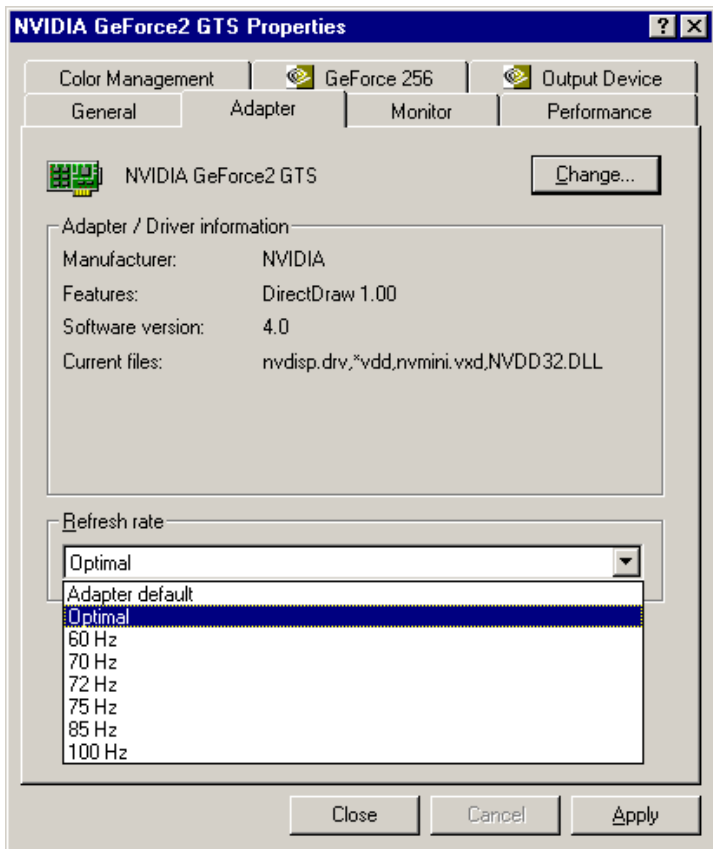 NVIDIA GeForce2 GTS Properties
Color Management
GeForce 256
Output Device
General
Adapter
Monitor
Performance
NVIDIA GeForce2 GTS
Change...
Adapter / Driver information
Manufacturer: NVIDIA
Features: DirectDraw 1.00
Software version: 4.0
Current files: nvdisp.drv,*vdd,nvmini.vxd,NVDD32.DLL
Refresh rate
Optimal
Adapter default
Optimal
60 Hz
70 Hz
72 Hz
75 Hz
85 Hz
100 Hz
Close
Cancel
Apply